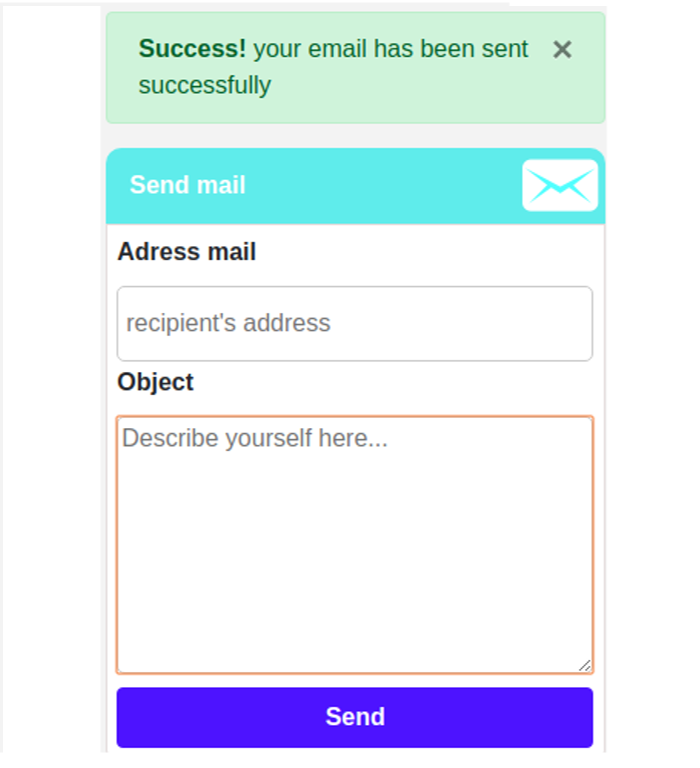 Success! your email has been sent ×
successfully
Send mail
Adress mail
recipient's address
Object
Describe yourself here...
Send